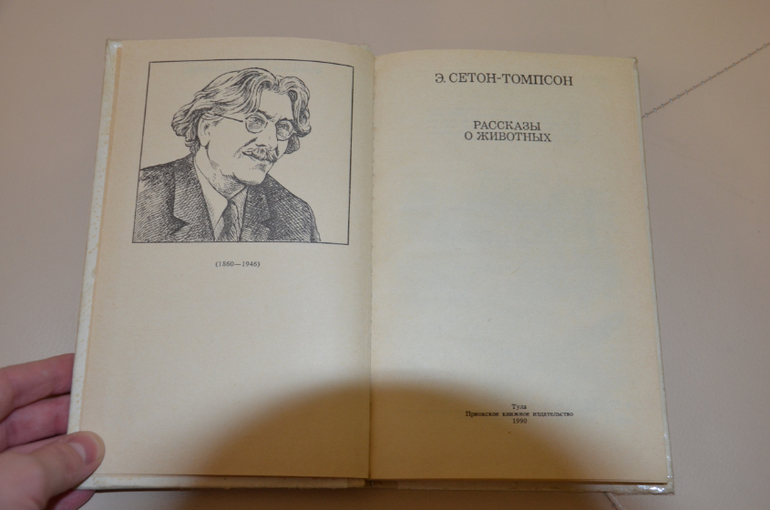 (1860—1946)
Э. СЕТОН-ТОМПСОН
РАССКАЗЫ
О ЖИВОТНЫХ
Тула
Приокское книжное издательство
1990